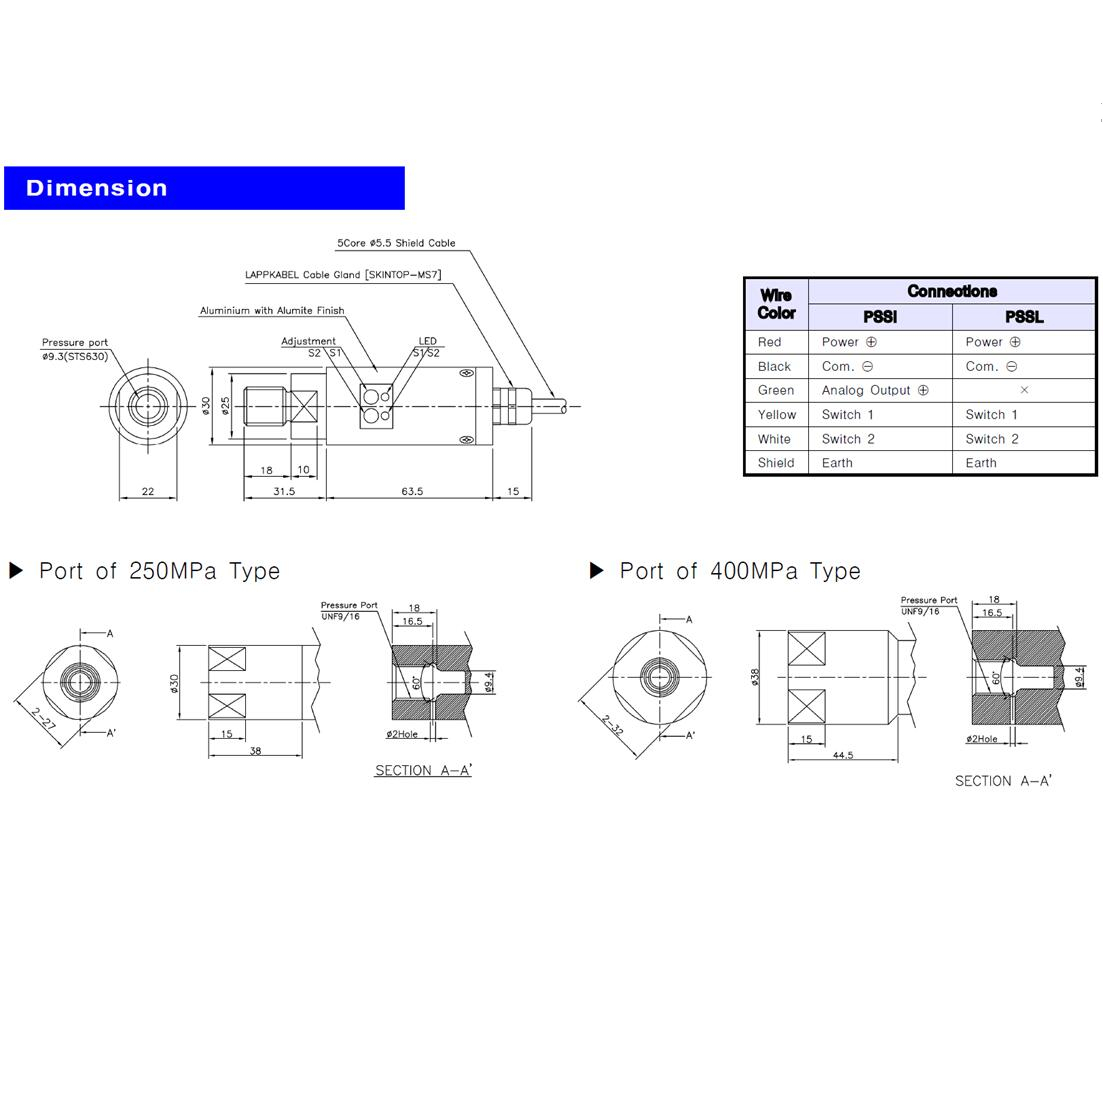 Dimension
5Core ø5.5 Shield Cable
LAPPKABEL Cable Gland [SKINTOP-MS7]
Aluminium with Alumite Finish
Pressure port
ø9.3(STS630)
Adjustment
S2 S1
LED
S1 S2
ø30
ø25
18
10
22
31.5
63.5
15
Wire Color
Connections
PSSI
PSSL
Red
Power ⊕
Power ⊕
Black
Com. ⊖
Com. ⊖
Green
Analog Output ⊕
×
Yellow
Switch 1
Switch 1
White
Switch 2
Switch 2
Shield
Earth
Earth
▶ Port of 250MPa Type
A
A'
2-27
ø30
15
38
Pressure Port
UNF9/16
18
16.5
60°
ø9.4
ø2Hole
SECTION A-A'
▶ Port of 400MPa Type
A
A'
2-32
ø38
15
44.5
Pressure Port
UNF9/16
18
16.5
60°
ø9.4
ø2Hole
SECTION A-A'